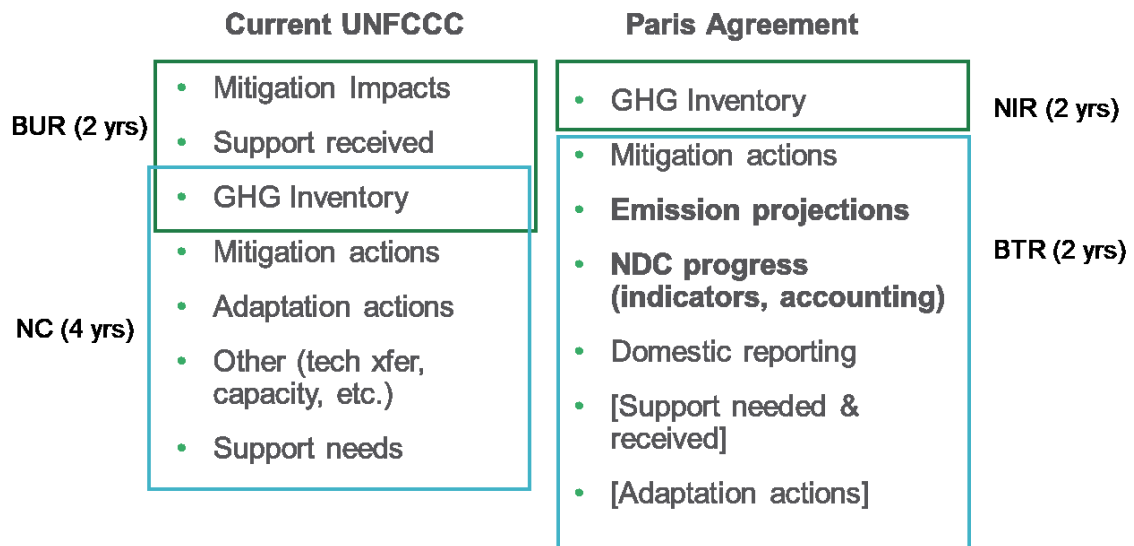 Current UNFCCC
BUR (2 yrs)
• Mitigation Impacts
• Support received
• GHG Inventory
NC (4 yrs)
• Mitigation actions
• Adaptation actions
• Other (tech xfer,
capacity, etc.)
• Support needs
Paris Agreement
• GHG Inventory
NIR (2 yrs)
• Mitigation actions
• Emission projections
• NDC progress
(indicators, accounting)
• Domestic reporting
• [Support needed &
received]
• [Adaptation actions]
BTR (2 yrs)